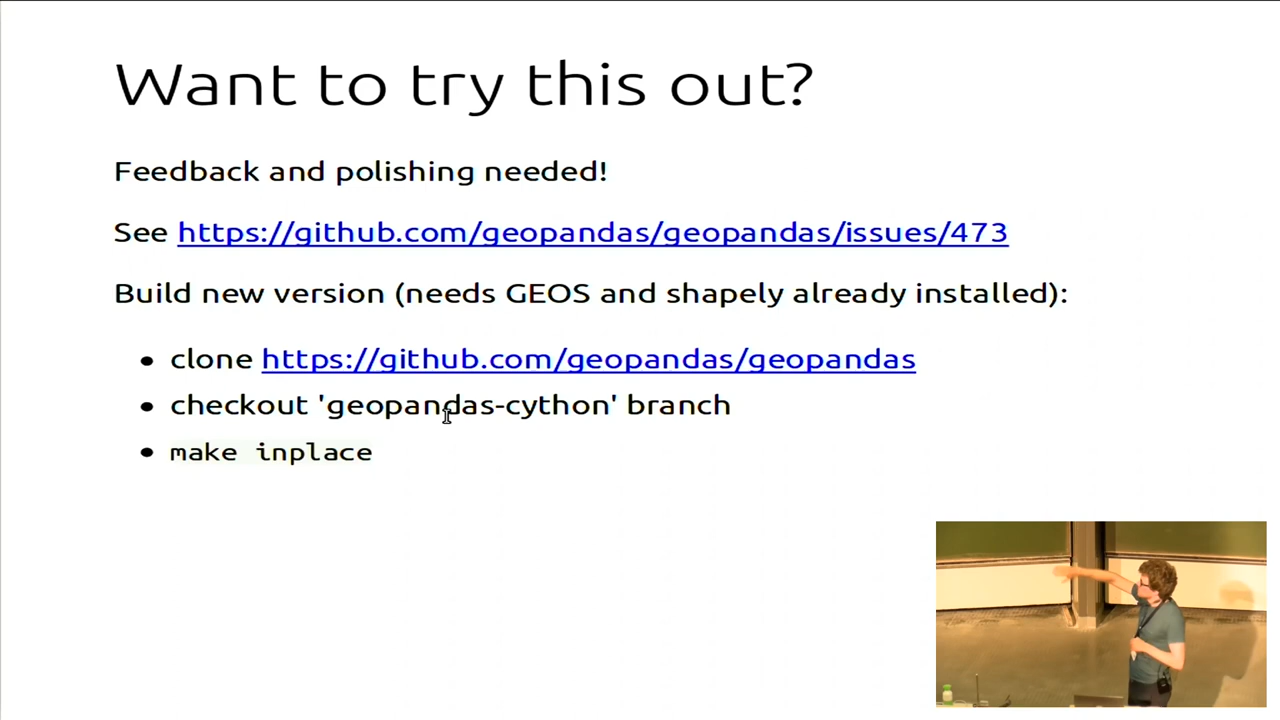 Want to try this out?
Feedback and polishing needed!
See https://github.com/geopandas/geopandas/issues/473
Build new version (needs GEOS and shapely already installed):
• clone https://github.com/geopandas/geopandas
• checkout 'geopandas-cython' branch
• make inplace